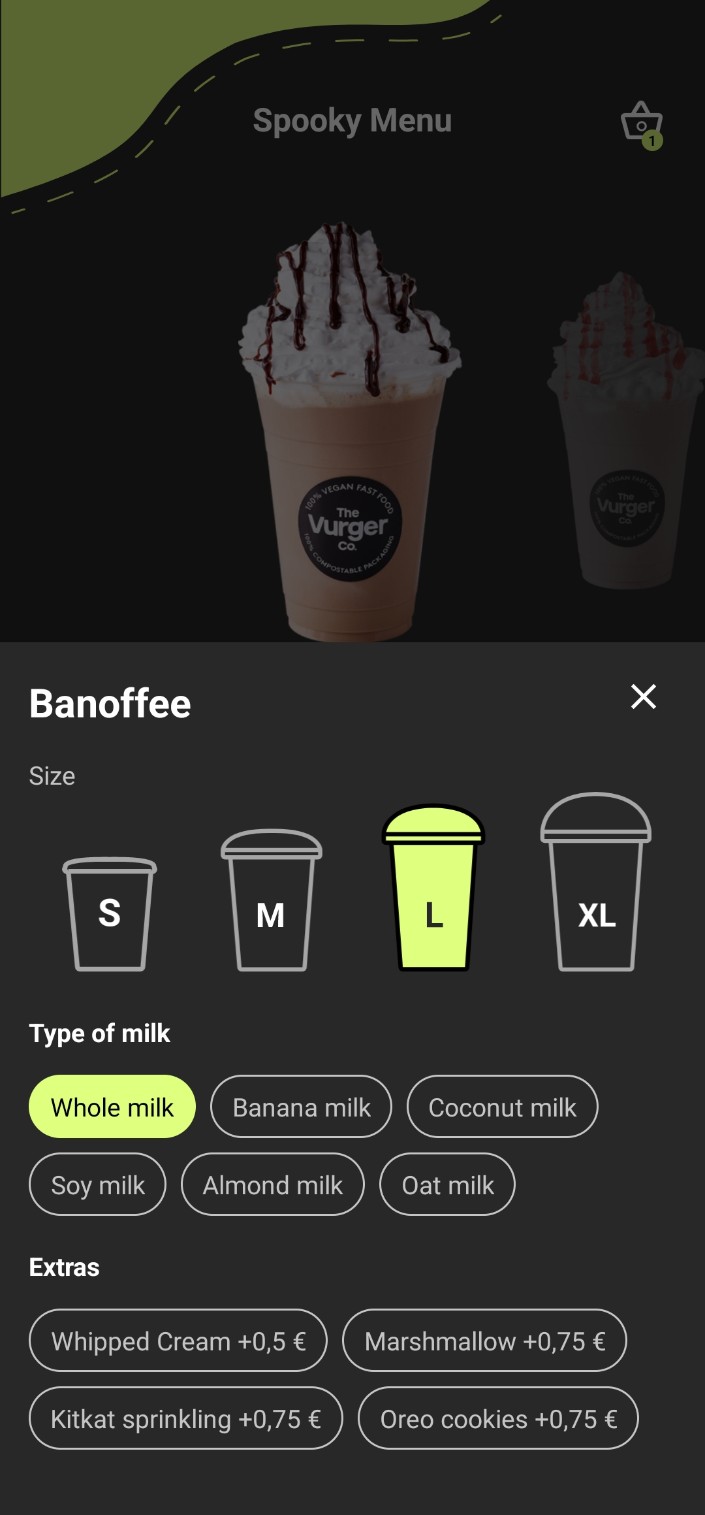 Spooky Menu
1
100% VEGAN FAST FOOD
The
Vurger
Co.
100% COMPOSTABLE PACKAGING
The
Vurger
Co.
Banoffee
Size
S
M
L
XL
Type of milk
Whole milk
Banana milk
Coconut milk
Soy milk
Almond milk
Oat milk
Extras
Whipped Cream +0,5 €
Marshmallow +0,75 €
Kitkat sprinkling +0,75 €
Oreo cookies +0,75 €